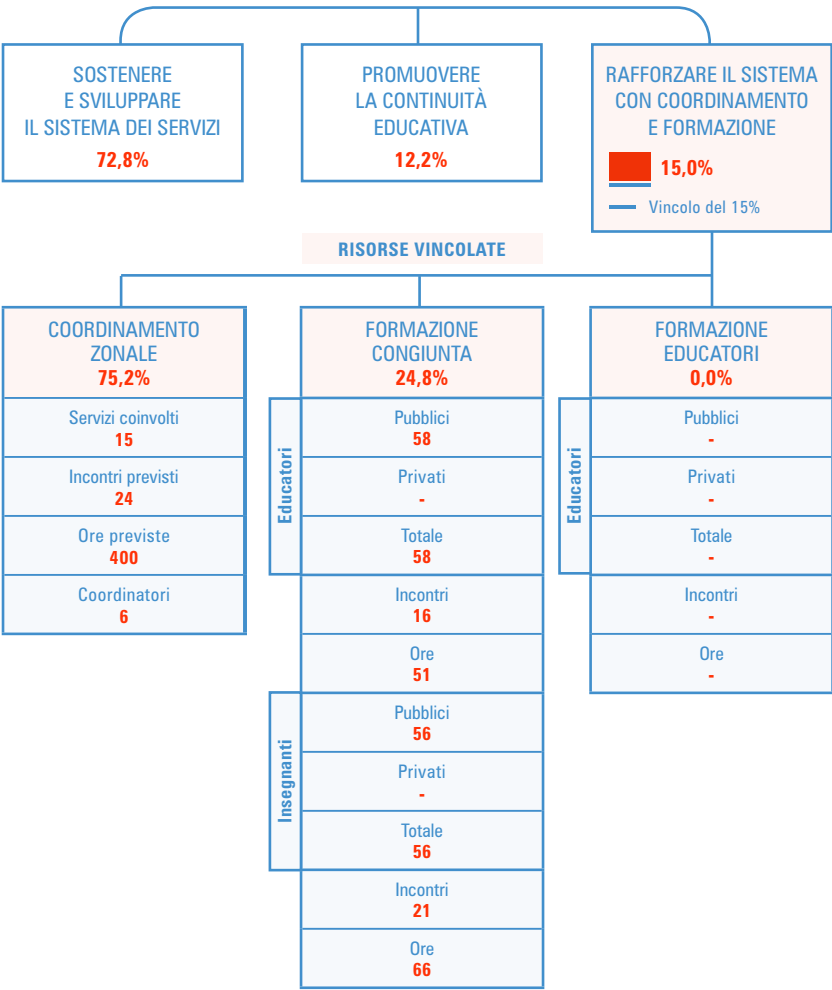 SOSTENERE
E SVILUPPARE
IL SISTEMA DEI SERVIZI
72,8%
PROMUOVERE
LA CONTINUITÀ
EDUCATIVA
12,2%
RAFFORZARE IL SISTEMA
CON COORDINAMENTO
E FORMAZIONE
15,0%
Vincolo del 15%
RISORSE VINCOLATE
COORDINAMENTO
ZONALE
75,2%
Servizi coinvolti
15
Incontri previsti
24
Ore previste
400
Coordinatori
6
FORMAZIONE
CONGIUNTA
24,8%
Educatori
Pubblici
58
Privati
-
Totale
58
Incontri
16
Ore
51
Insegnanti
Pubblici
56
Privati
-
Totale
56
Incontri
21
Ore
66
FORMAZIONE
EDUCATORI
0,0%
Educatori
Pubblici
-
Privati
-
Totale
-
Incontri
-
Ore
-